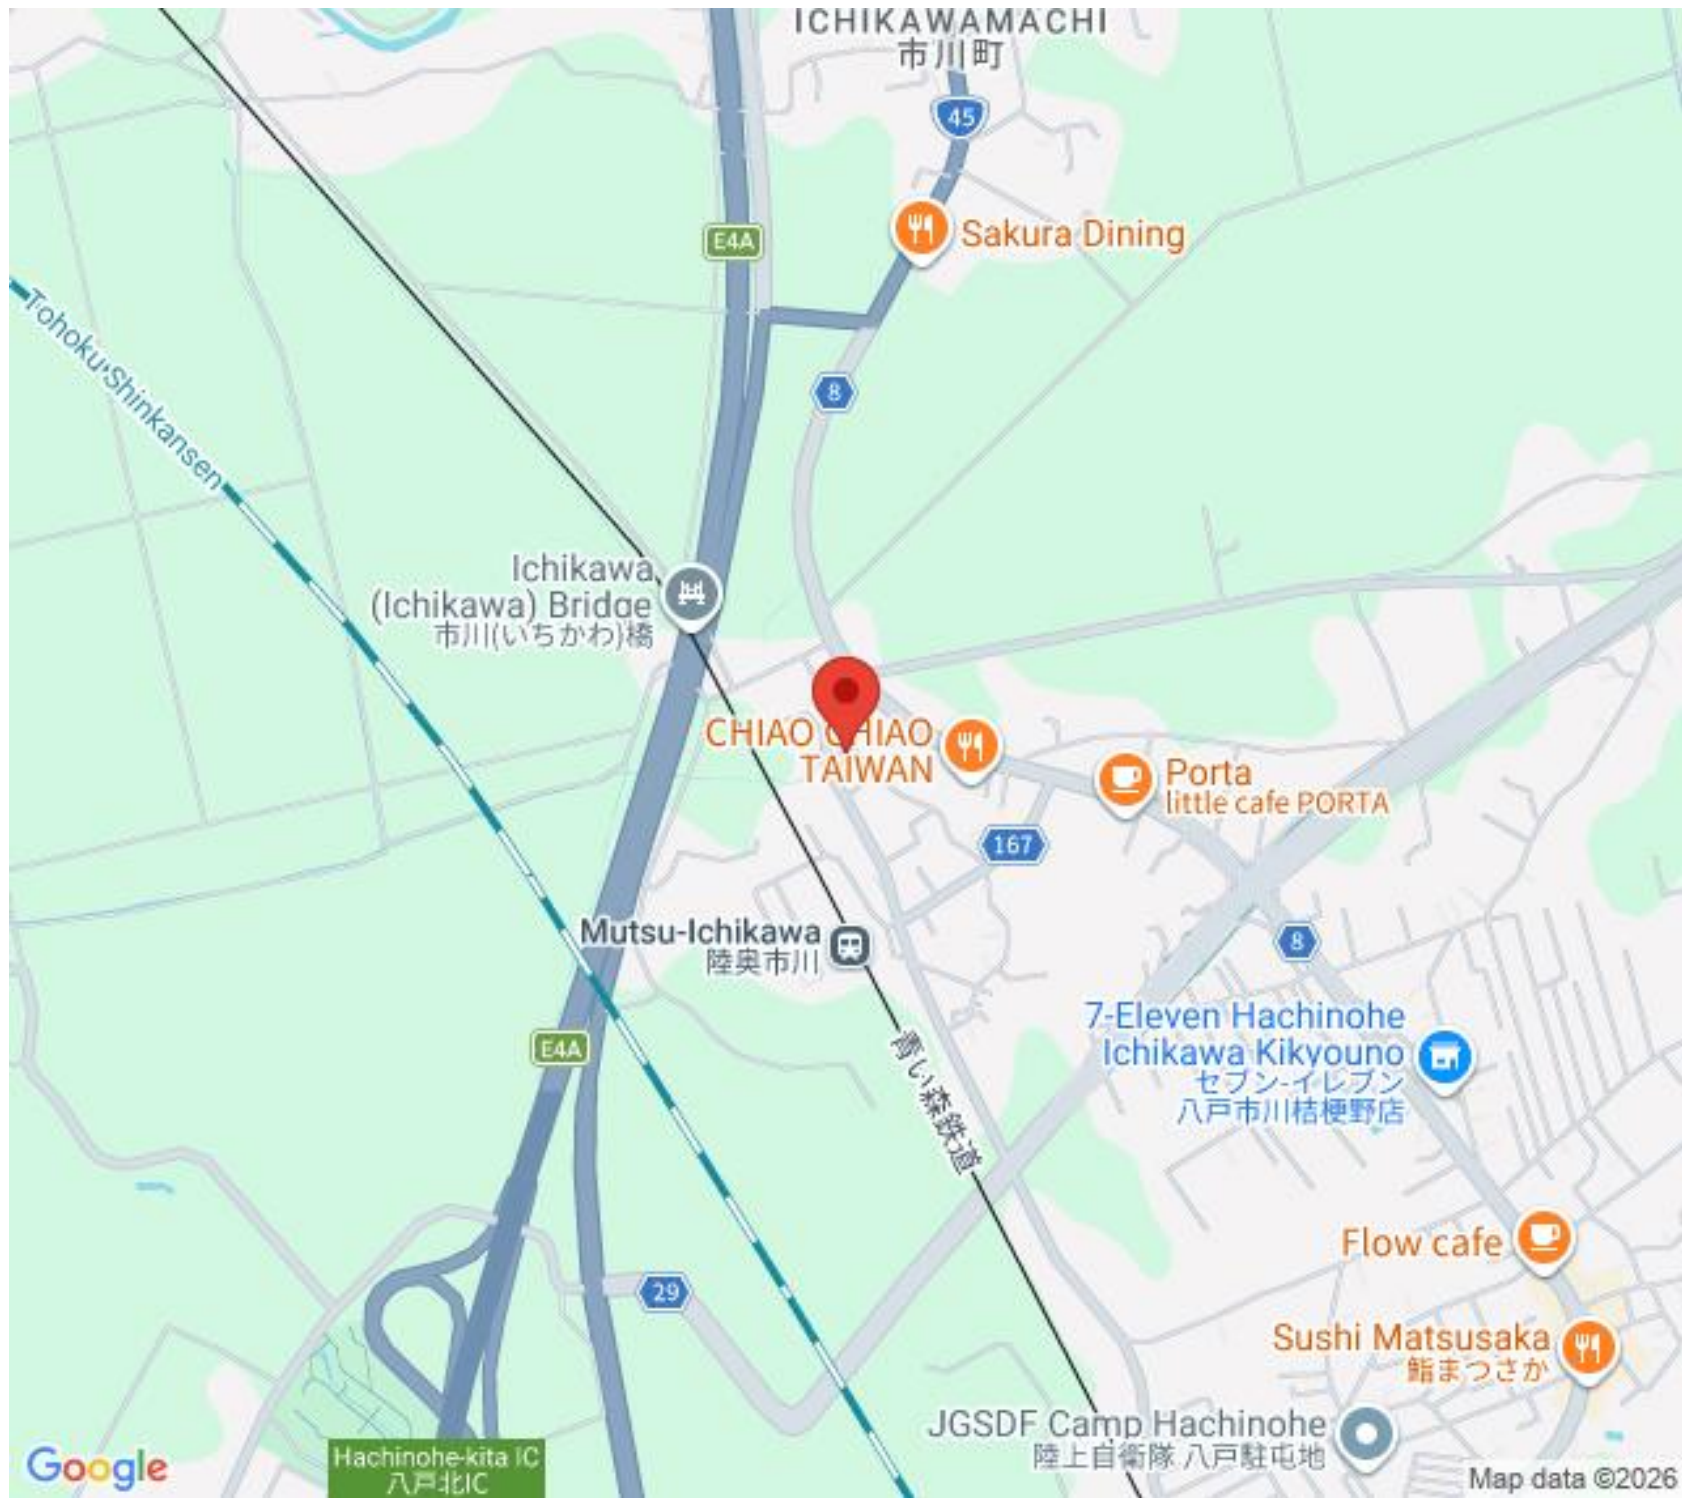 ICHIKAWAMACHI
市川町
45
Sakura Dining
E4A
Tohoku Shinkansen
8
Ichikawa
(Ichikawa) Bridge
市川(いちかわ)橋
CHIAO CHIAO
TAIWAN
Porta
little cafe PORTA
167
Mutsu-Ichikawa
陸奥市川
8
7-Eleven Hachinohe
Ichikawa Kikyouno
セブン-イレブン
八戸市川桔梗野店
E4A
青い森鉄道
Flow cafe
29
Sushi Matsusaka
鮨まつさか
JGSDF Camp Hachinohe
陸上自衛隊 八戸駐屯地
Hachinohe-kita IC
八戸北IC
Google
Map data ©2026